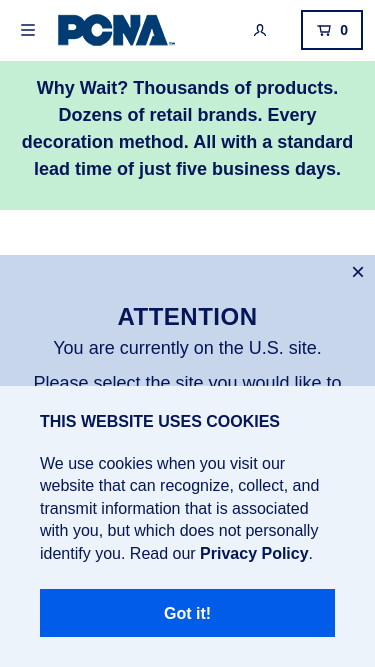 PCNA™
0
Why Wait? Thousands of products.
Dozens of retail brands. Every
decoration method. All with a standard
lead time of just five business days.
ATTENTION
You are currently on the U.S. site.
Please select the site you would like to
THIS WEBSITE USES COOKIES
We use cookies when you visit our
website that can recognize, collect, and
transmit information that is associated
with you, but which does not personally
identify you. Read our Privacy Policy.
Got it!